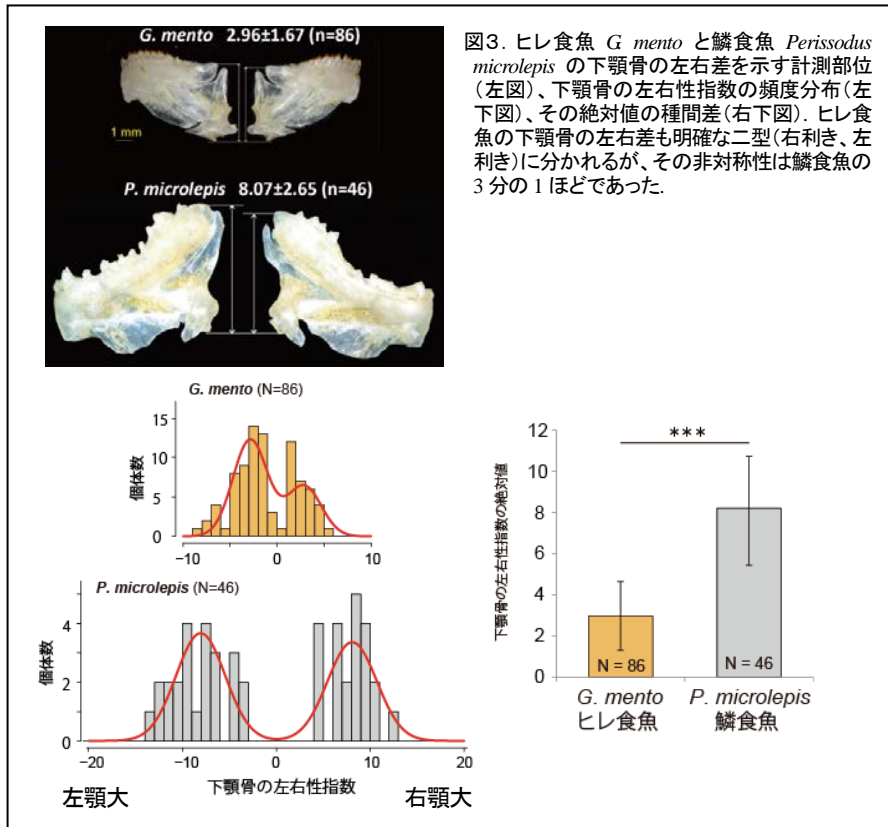 G. mento 2.96±1.67 (n=86)
1 mm
P. microlepis 8.07±2.65 (n=46)
図3. ヒレ食魚 G. mento と鱗食魚 Perissodus
microlepis の下顎骨の左右差を示す計測部位
(左図)、下顎骨の左右性指数の頻度分布(左
下図)、その絶対値の種間差(右下図). ヒレ食
魚の下顎骨の左右差も明確な二型(右利き、左
利き)に分かれるが、その非対称性は鱗食魚の
3分の1ほどであった.
G. mento (N=86)
個体数
15
10
5
0
-10
0
10
P. microlepis (N=46)
個体数
4
2
0
-20
-10
0
10
20
下顎骨の左右性指数
左顎大
右顎大
下顎骨の左右性指数の絶対値
12
10
8
6
4
2
0
***
N = 86
N = 46
G. mento
ヒレ食魚
P. microlepis
鱗食魚